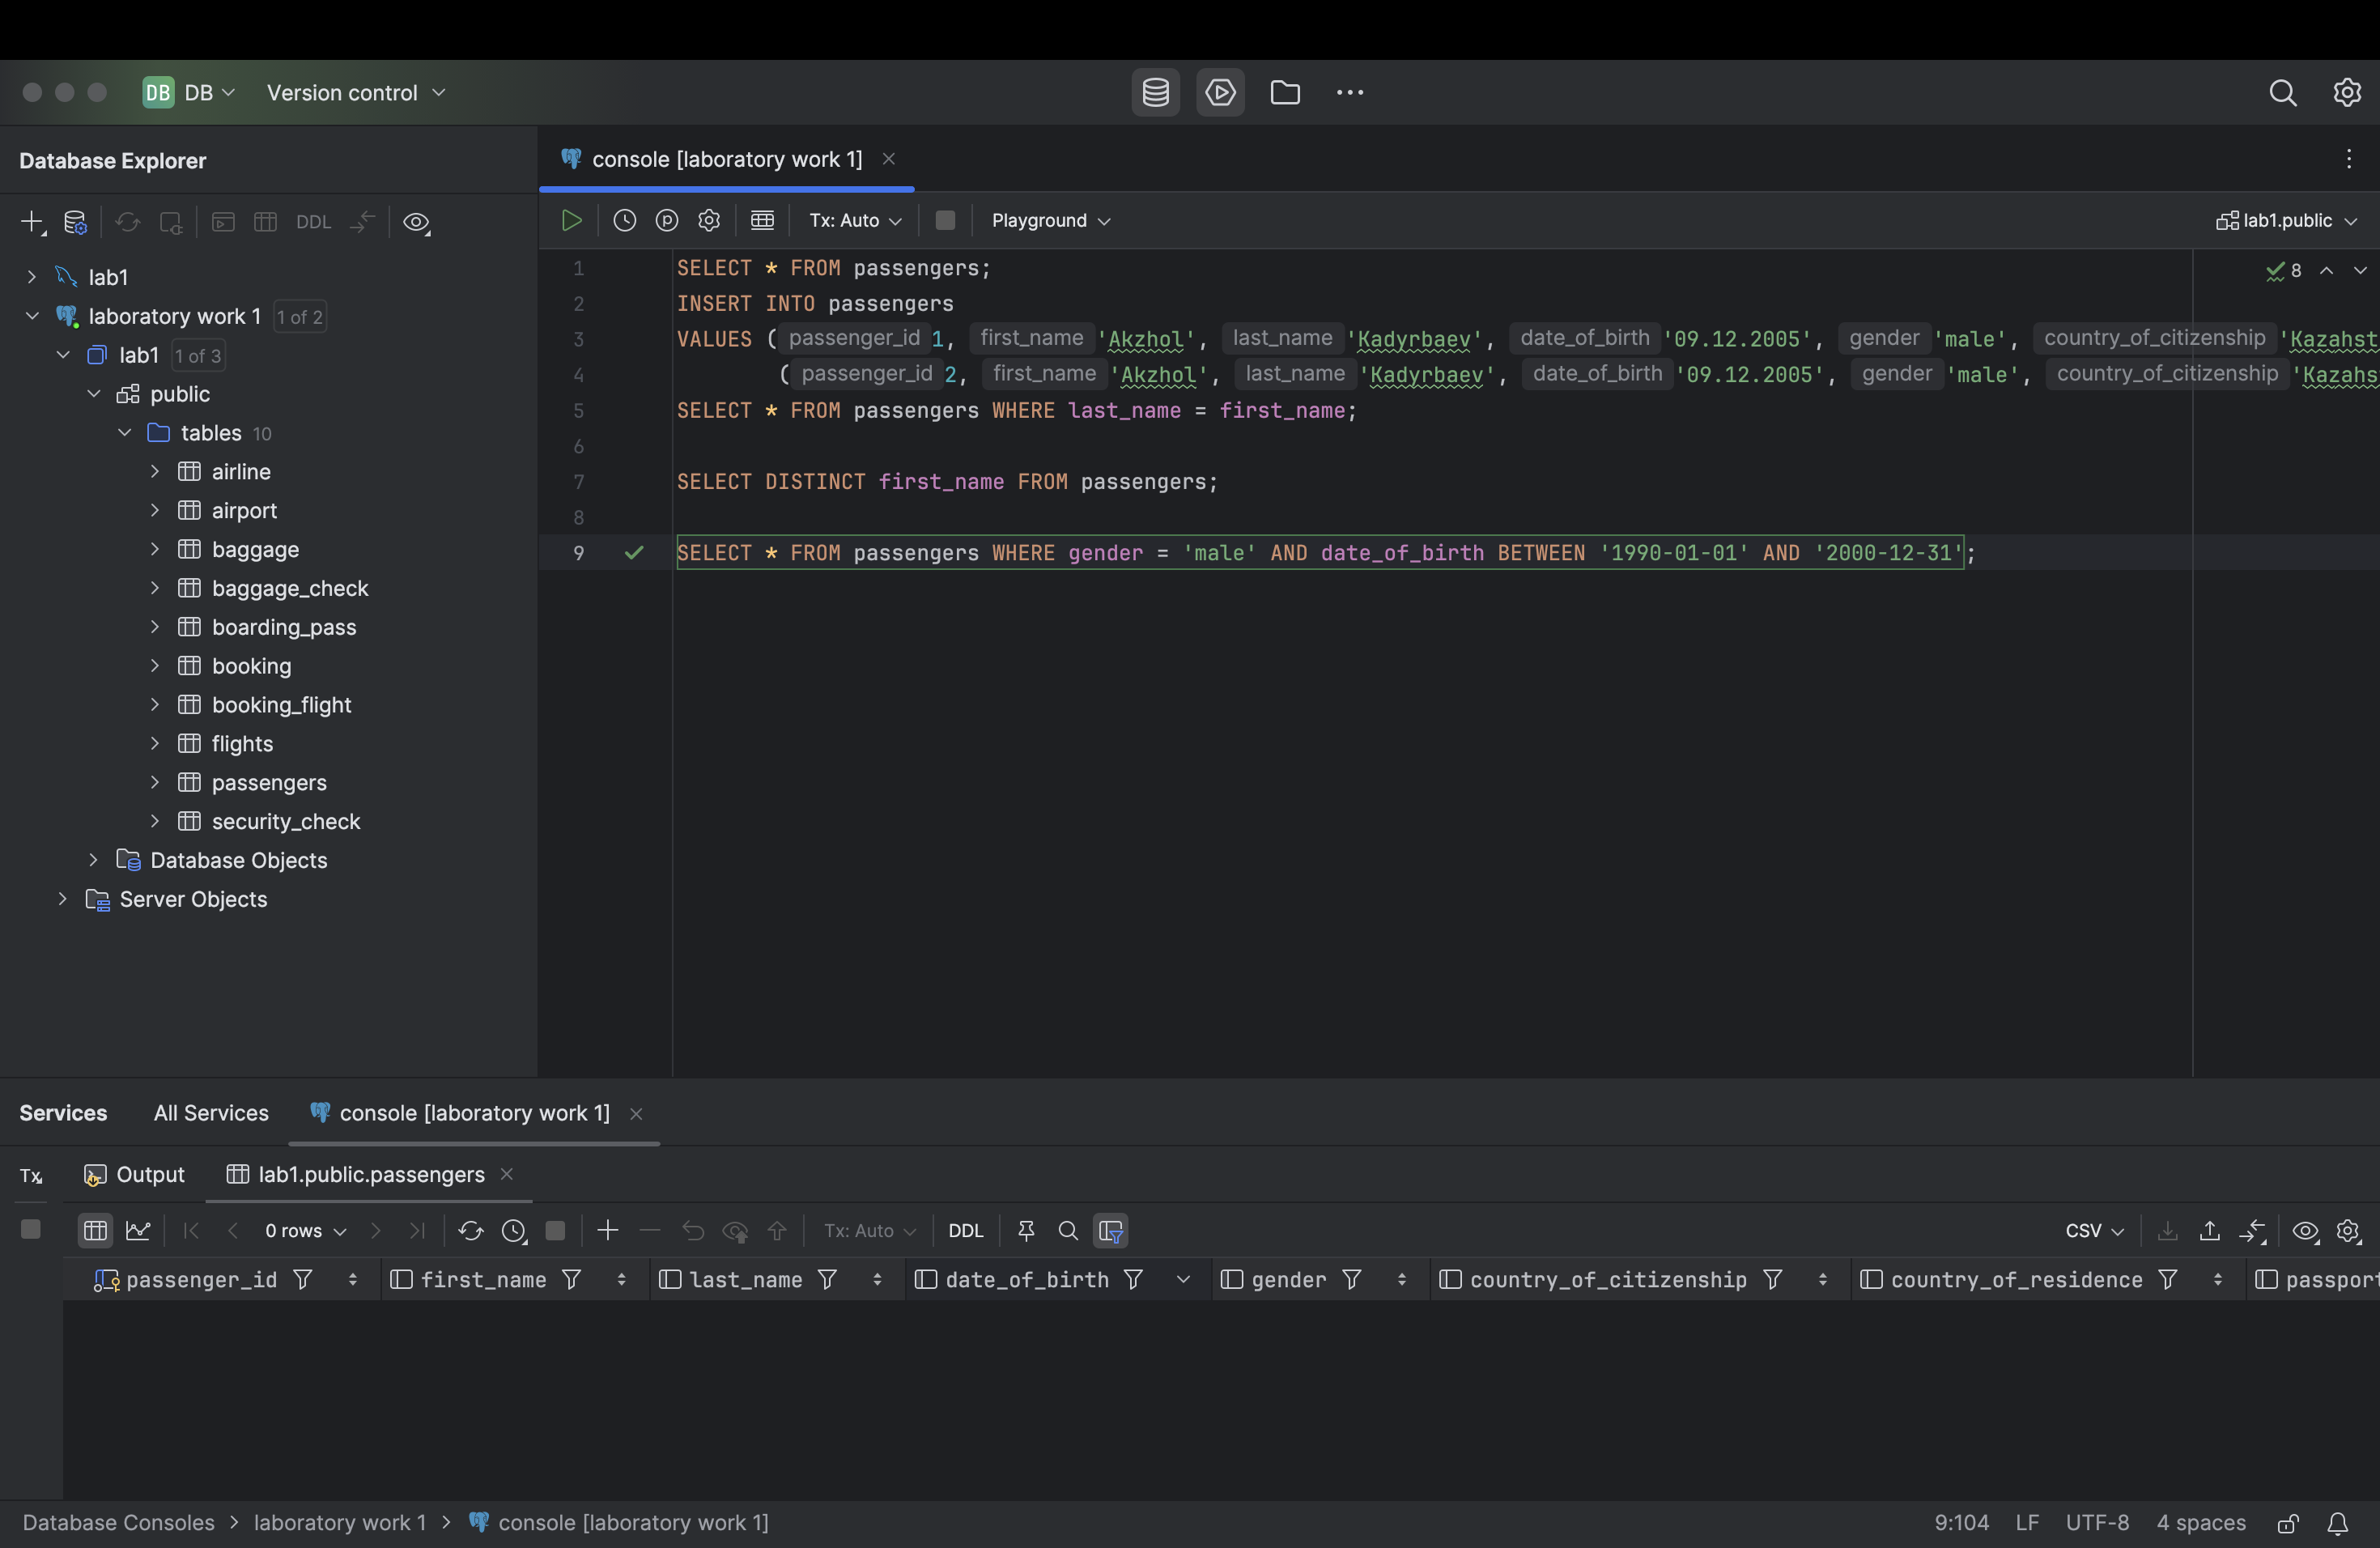 DB DB Version control
Database Explorer
console [laboratory work 1]
DDL
Tx: Auto Playground lab1.public
lab1
laboratory work 1 1 of 2
lab1 1 of 3
public
tables 10
airline
airport
baggage
baggage_check
boarding_pass
booking
booking_flight
flights
passengers
security_check
Database Objects
Server Objects
8
1 SELECT * FROM passengers;
2 INSERT INTO passengers
3 VALUES ( passenger_id 1, first_name 'Akzhol', last_name 'Kadyrbaev', date_of_birth '09.12.2005', gender 'male', country_of_citizenship 'Kazahst
4 ( passenger_id 2, first_name 'Akzhol', last_name 'Kadyrbaev', date_of_birth '09.12.2005', gender 'male', country_of_citizenship 'Kazahs
5 SELECT * FROM passengers WHERE last_name = first_name;
6
7 SELECT DISTINCT first_name FROM passengers;
8
9 SELECT * FROM passengers WHERE gender = 'male' AND date_of_birth BETWEEN '1990-01-01' AND '2000-12-31';
Services All Services console [laboratory work 1]
Tx Output lab1.public.passengers
0 rows Tx: Auto DDL CSV
passenger_id first_name last_name date_of_birth gender country_of_citizenship country_of_residence passport
Database Consoles > laboratory work 1 > console [laboratory work 1] 9:104 LF UTF-8 4 spaces